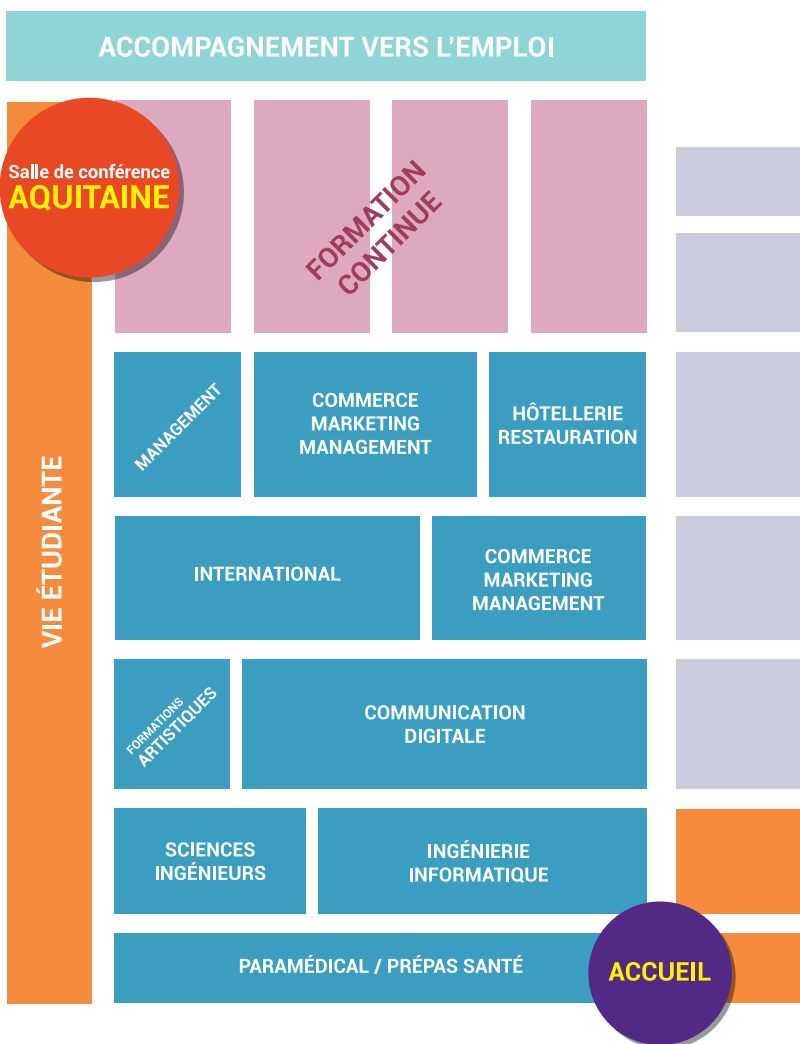 ACCOMPAGNEMENT VERS L'EMPLOI
Salle de conférence
AQUITAINE
FORMATION
CONTINUE
VIE ÉTUDIANTE
MANAGEMENT
COMMERCE
MARKETING
MANAGEMENT
HÔTELLERIE
RESTAURATION
INTERNATIONAL
COMMERCE
MARKETING
MANAGEMENT
FORMATIONS
ARTISTIQUES
COMMUNICATION
DIGITALE
SCIENCES
INGÉNIEURS
INGÉNIERIE
INFORMATIQUE
PARAMÉDICAL / PRÉPAS SANTÉ
ACCUEIL